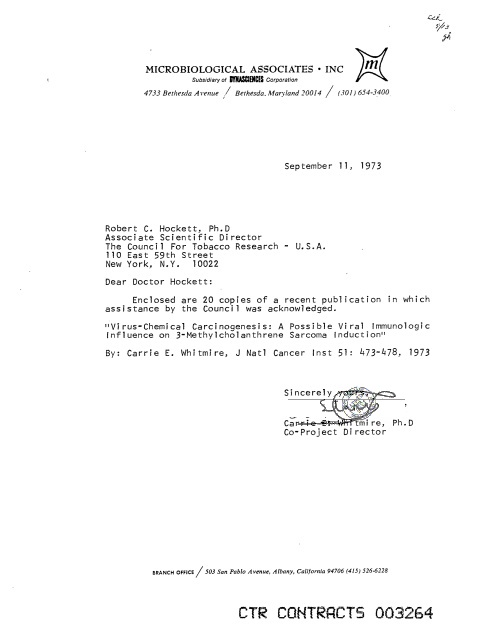 MICROBIOLOGICAL ASSOCIATES • INC
m
Subsidiary of DYNASCIENCES Corporation
4733 Bethesda Avenue / Bethesda, Maryland 20014 / (301) 654-3400
September 11, 1973
Robert C. Hockett, Ph.D
Associate Scientific Director
The Council For Tobacco Research - U.S.A.
110 East 59th Street
New York, N.Y. 10022
Dear Doctor Hockett:
Enclosed are 20 copies of a recent publication in which
assistance by the Council was acknowledged.
"Virus-Chemical Carcinogenesis: A Possible Viral Immunologic
Influence on 3-Methylcholanthrene Sarcoma Induction"
By: Carrie E. Whitmire, J Natl Cancer Inst 51: 473-478, 1973
Sincerely yours,
Carrie E. Whitmire, Ph.D
Co-Project Director
BRANCH OFFICE / 503 San Pablo Avenue, Albany, California 94706 (415) 526-6228
CTR CONTRACTS 003264